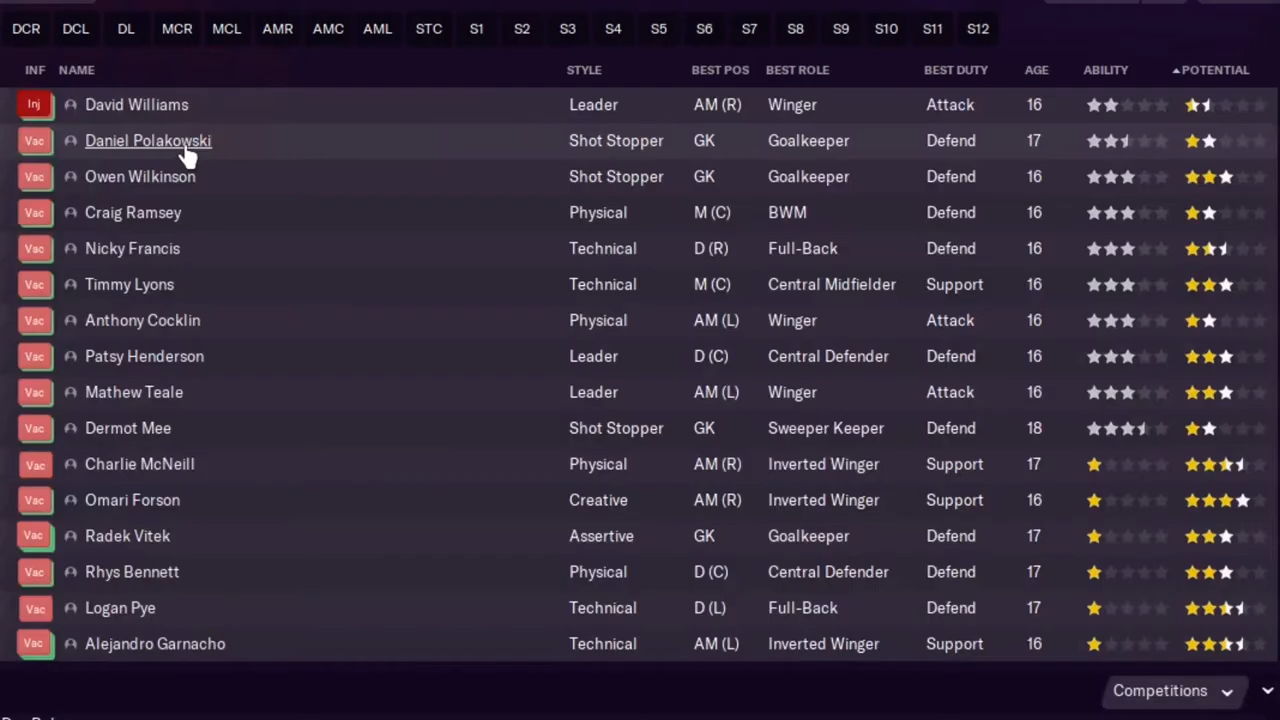 DCR DCL DL MCR MCL AMR AMC AML STC S1 S2 S3 S4 S5 S6 S7 S8 S9 S10 S11 S12
INF NAME STYLE BEST POS BEST ROLE BEST DUTY AGE ABILITY POTENTIAL
Inj David Williams Leader AM (R) Winger Attack 16
Vac Daniel Polakowski Shot Stopper GK Goalkeeper Defend 17
Vac Owen Wilkinson Shot Stopper GK Goalkeeper Defend 16
Vac Craig Ramsey Physical M (C) BWM Defend 16
Vac Nicky Francis Technical D (R) Full-Back Defend 16
Vac Timmy Lyons Technical M (C) Central Midfielder Support 16
Vac Anthony Cocklin Physical AM (L) Winger Attack 16
Vac Patsy Henderson Leader D (C) Central Defender Defend 16
Vac Mathew Teale Leader AM (L) Winger Attack 16
Vac Dermot Mee Shot Stopper GK Sweeper Keeper Defend 18
Vac Charlie McNeill Physical AM (R) Inverted Winger Support 17
Vac Omari Forson Creative AM (R) Inverted Winger Support 16
Vac Radek Vitek Assertive GK Goalkeeper Defend 17
Vac Rhys Bennett Physical D (C) Central Defender Defend 17
Vac Logan Pye Technical D (L) Full-Back Defend 17
Vac Alejandro Garnacho Technical AM (L) Inverted Winger Support 16
Competitions